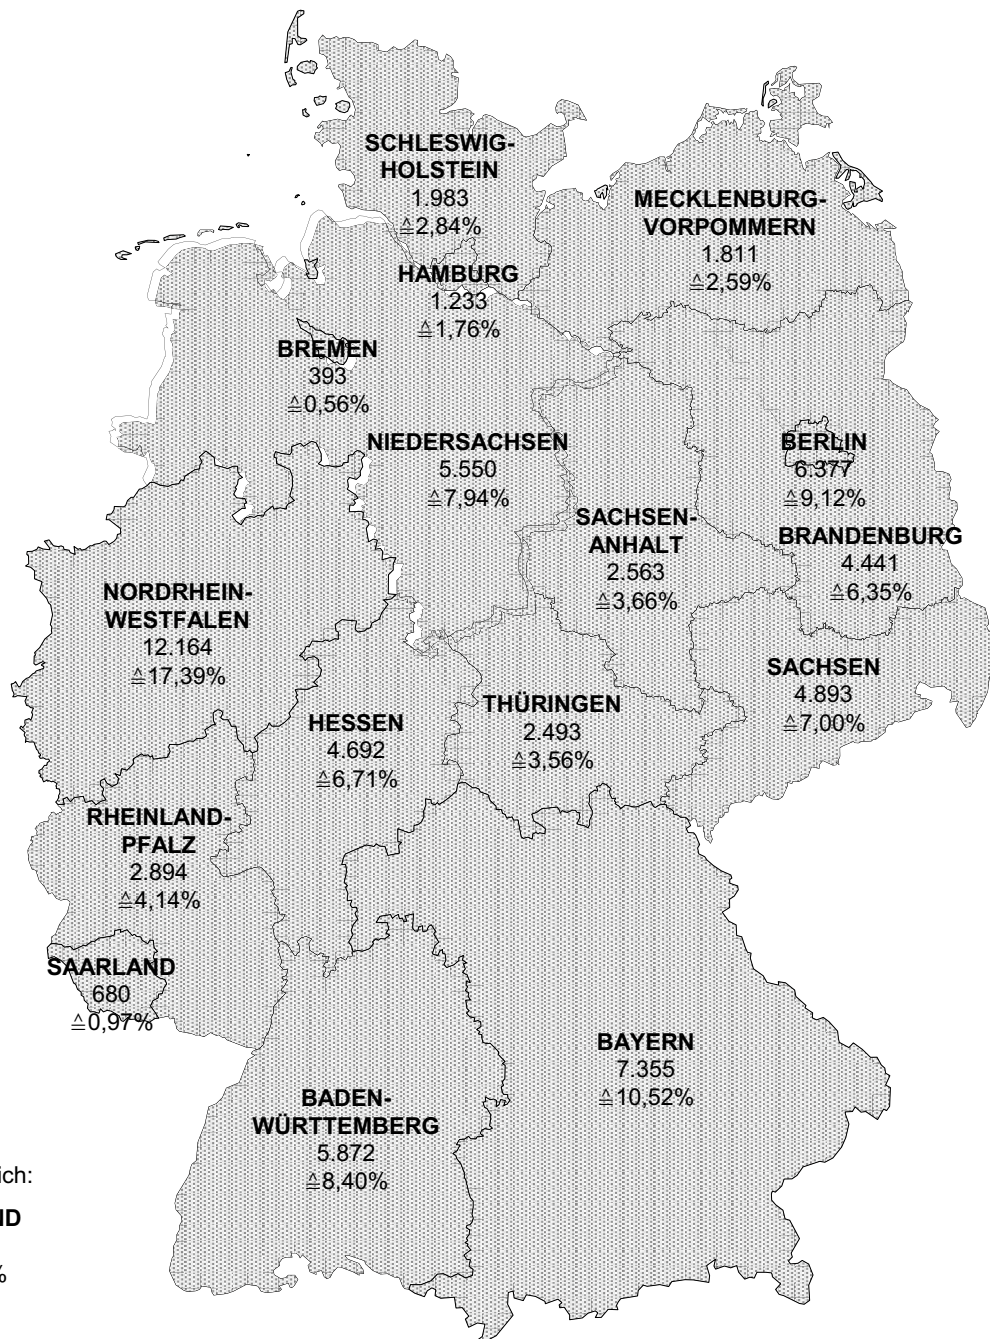 SCHLESWIG-
HOLSTEIN
1.983
≙2,84%
MECKLENBURG-
VORPOMMERN
1.811
≙2,59%
HAMBURG
1.233
≙1,76%
BREMEN
393
≙0,56%
NIEDERSACHSEN
5.550
≙7,94%
BERLIN
6.377
≙9,12%
SACHSEN-
ANHALT
2.563
≙3,66%
BRANDENBURG
4.441
≙6,35%
NORDRHEIN-
WESTFALEN
12.164
≙17,39%
SACHSEN
4.893
≙7,00%
HESSEN
4.692
≙6,71%
THÜRINGEN
2.493
≙3,56%
RHEINLAND-
PFALZ
2.894
≙4,14%
SAARLAND
680
≙0,97%
BAYERN
7.355
≙10,52%
BADEN-
WÜRTTEMBERG
5.872
≙8,40%
ich:
ND
%